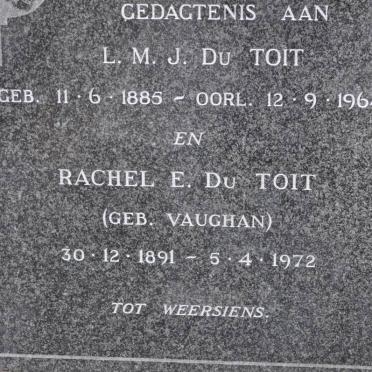 GEDAGTENIS AAN
L. M. J. DU TOIT
GEB. 11·6·1885 ~ OORL. 12·9·1964
EN
RACHEL E. DU TOIT
(GEB. VAUGHAN)
30·12·1891 ~ 5·4·1972
TOT WEERSIENS.